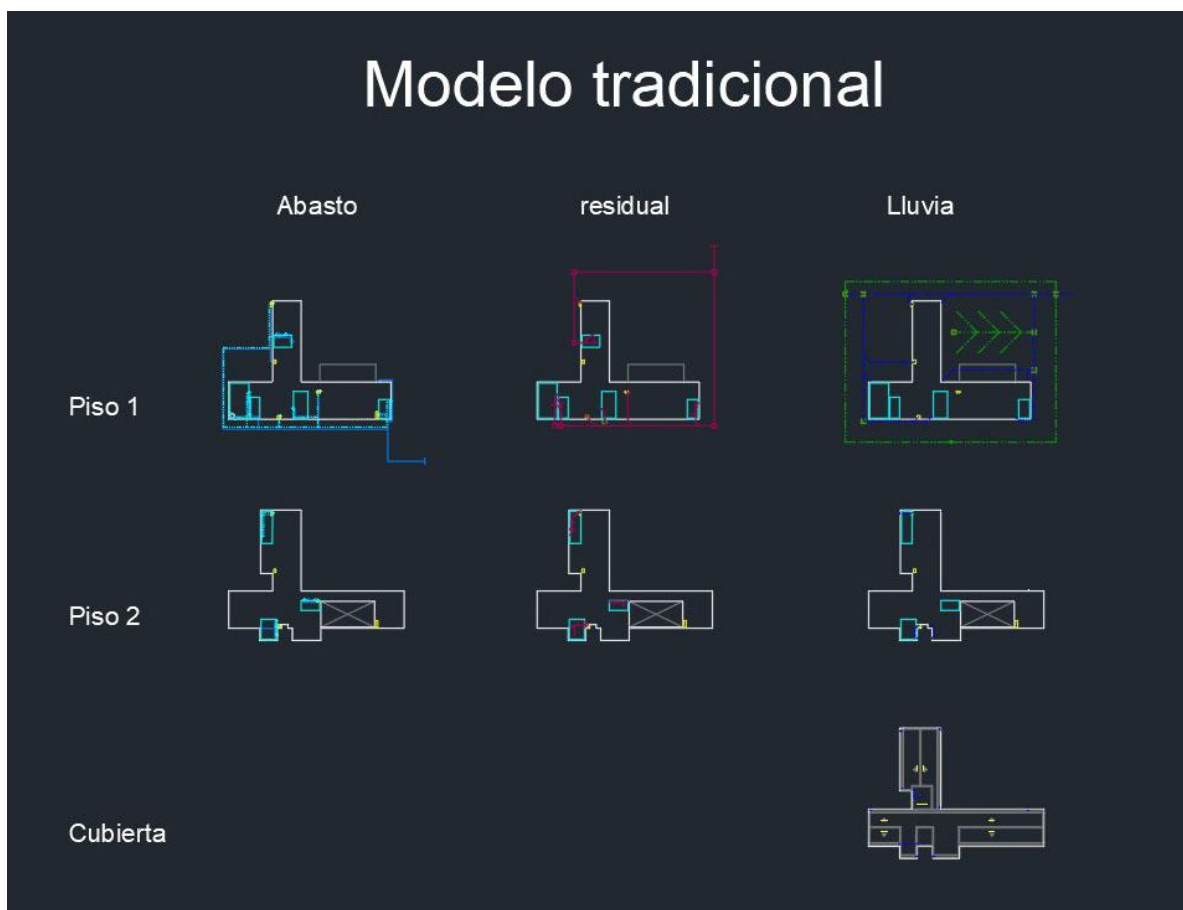 Modelo tradicional
Abasto
residual
Lluvia
Piso 1
Piso 2
Cubierta